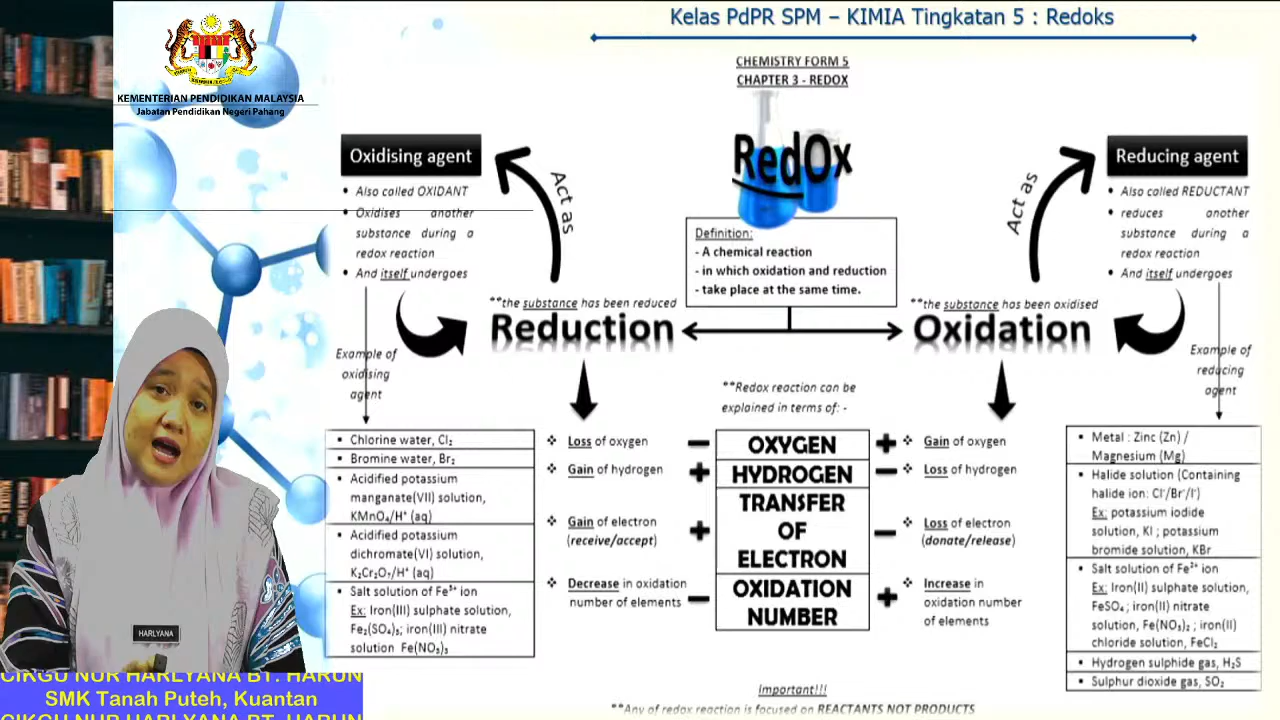 Kelas PdPR SPM – KIMIA Tingkatan 5 : Redoks
KEMENTERIAN PENDIDIKAN MALAYSIA
Jabatan Pendidikan Negeri Pahang
CHEMISTRY FORM 5
CHAPTER 3 - REDOX
RedOx
Oxidising agent
• Also called OXIDANT
• Oxidises another
substance during a
redox reaction
• And itself undergoes
Act as
Definition:
- A chemical reaction
- in which oxidation and reduction
- take place at the same time.
Act as
Reducing agent
• Also called REDUCTANT
• reduces another
substance during a
redox reaction
• And itself undergoes
**the substance has been reduced
Reduction
**the substance has been oxidised
Oxidation
Example of
oxidising
agent
▪ Chlorine water, Cl₂
▪ Bromine water, Br₂
▪ Acidified potassium
manganate(VII) solution,
KMnO₄/H⁺ (aq)
▪ Acidified potassium
dichromate(VI) solution,
K₂Cr₂O₇/H⁺ (aq)
▪ Salt solution of Fe³⁺ ion
Ex: Iron(III) sulphate solution,
Fe₂(SO₄)₃; iron(III) nitrate
solution Fe(NO₃)₃
❖ Loss of oxygen
❖ Gain of hydrogen
❖ Gain of electron
(receive/accept)
❖ Decrease in oxidation
number of elements
**Redox reaction can be
explained in terms of: -
− OXYGEN +
+ HYDROGEN −
+ TRANSFER −
OF
ELECTRON
− OXIDATION +
NUMBER
❖ Gain of oxygen
❖ Loss of hydrogen
❖ Loss of electron
(donate/release)
❖ Increase in
oxidation number
of elements
Example of
reducing
agent
▪ Metal : Zinc (Zn) /
Magnesium (Mg)
▪ Halide solution (Containing
halide ion: Cl⁻/Br⁻/I⁻)
Ex: potassium iodide
solution, KI ; potassium
bromide solution, KBr
▪ Salt solution of Fe²⁺ ion
Ex: Iron(II) sulphate solution,
FeSO₄ ; iron(II) nitrate
solution, Fe(NO₃)₂ ; iron(II)
chloride solution, FeCl₂
▪ Hydrogen sulphide gas, H₂S
▪ Sulphur dioxide gas, SO₂
Important!!!
**Any of redox reaction is focused on REACTANTS NOT PRODUCTS
HARLYANA
CIKGU NUR HARLYANA BT. HARUN
SMK Tanah Puteh, Kuantan
CIKGU NUR HARLYANA BT. HARUN